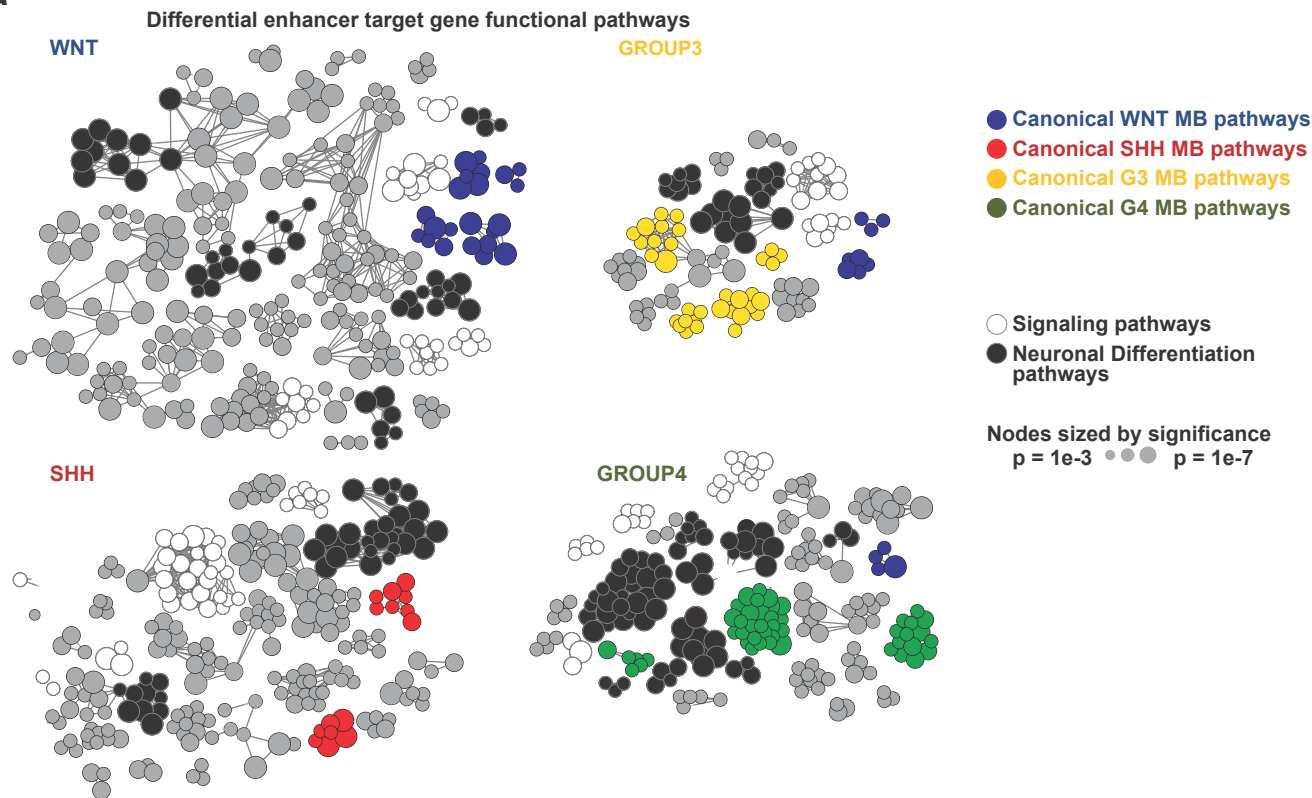 Differential enhancer target gene functional pathways
WNT
GROUP3
Canonical WNT MB pathways
Canonical SHH MB pathways
Canonical G3 MB pathways
Canonical G4 MB pathways
Signaling pathways
Neuronal Differentiation
pathways
Nodes sized by significance
p = 1e-3 p = 1e-7
SHH
GROUP4